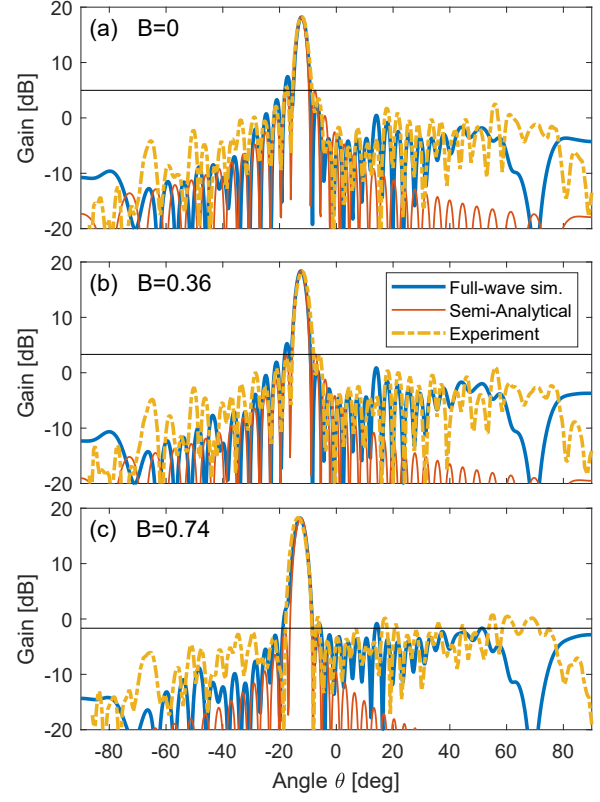 (a) B=0
20
10
0
-10
-20
Gain [dB]
(b) B=0.36
Full-wave sim.
Semi-Analytical
Experiment
20
10
0
-10
-20
Gain [dB]
(c) B=0.74
20
10
0
-10
-20
Gain [dB]
-80 -60 -40 -20 0 20 40 60 80
Angle θ [deg]